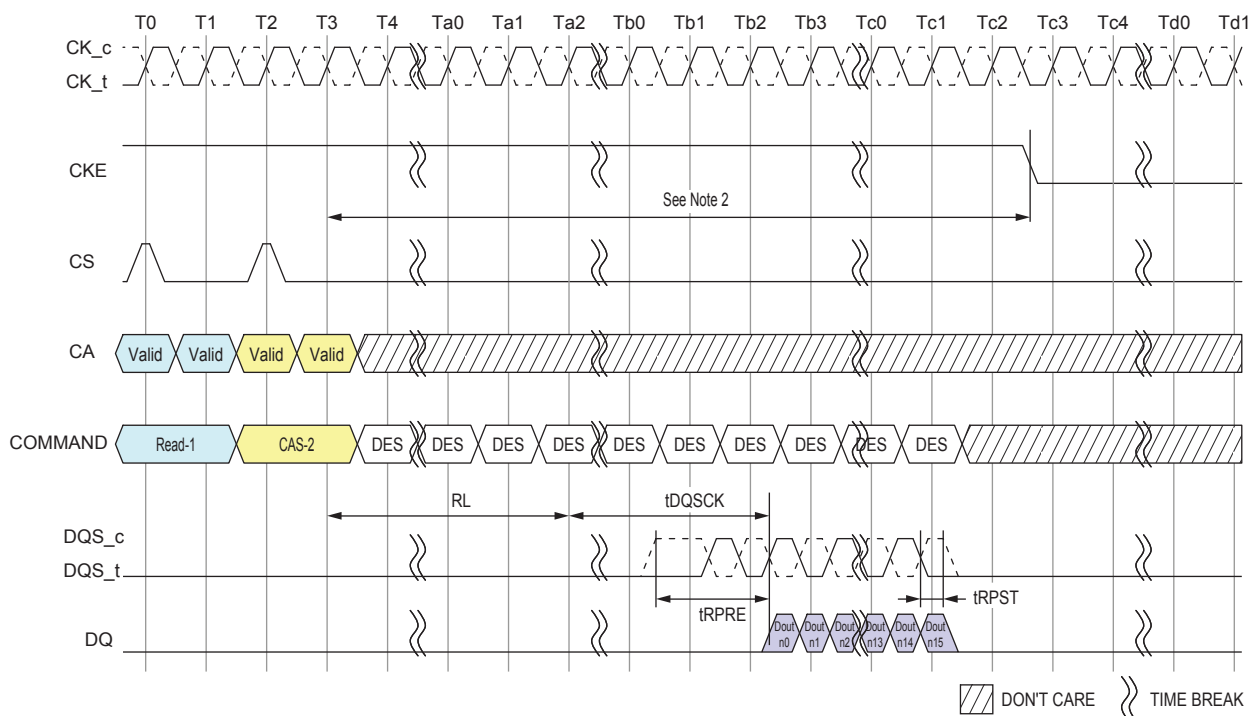 T0 T1 T2 T3 T4 Ta0 Ta1 Ta2 Tb0 Tb1 Tb2 Tb3 Tc0 Tc1 Tc2 Tc3 Tc4 Td0 Td1
CK_c
CK_t
CKE
See Note 2
CS
CA Valid Valid Valid Valid
COMMAND Read-1 CAS-2 DES DES DES DES DES DES DES DES DES DES
RL tDQSCK
DQS_c
DQS_t
tRPRE tRPST
DQ Dout n0 Dout n1 Dout n2 Dout n13 Dout n14 Dout n15
DON'T CARE TIME BREAK